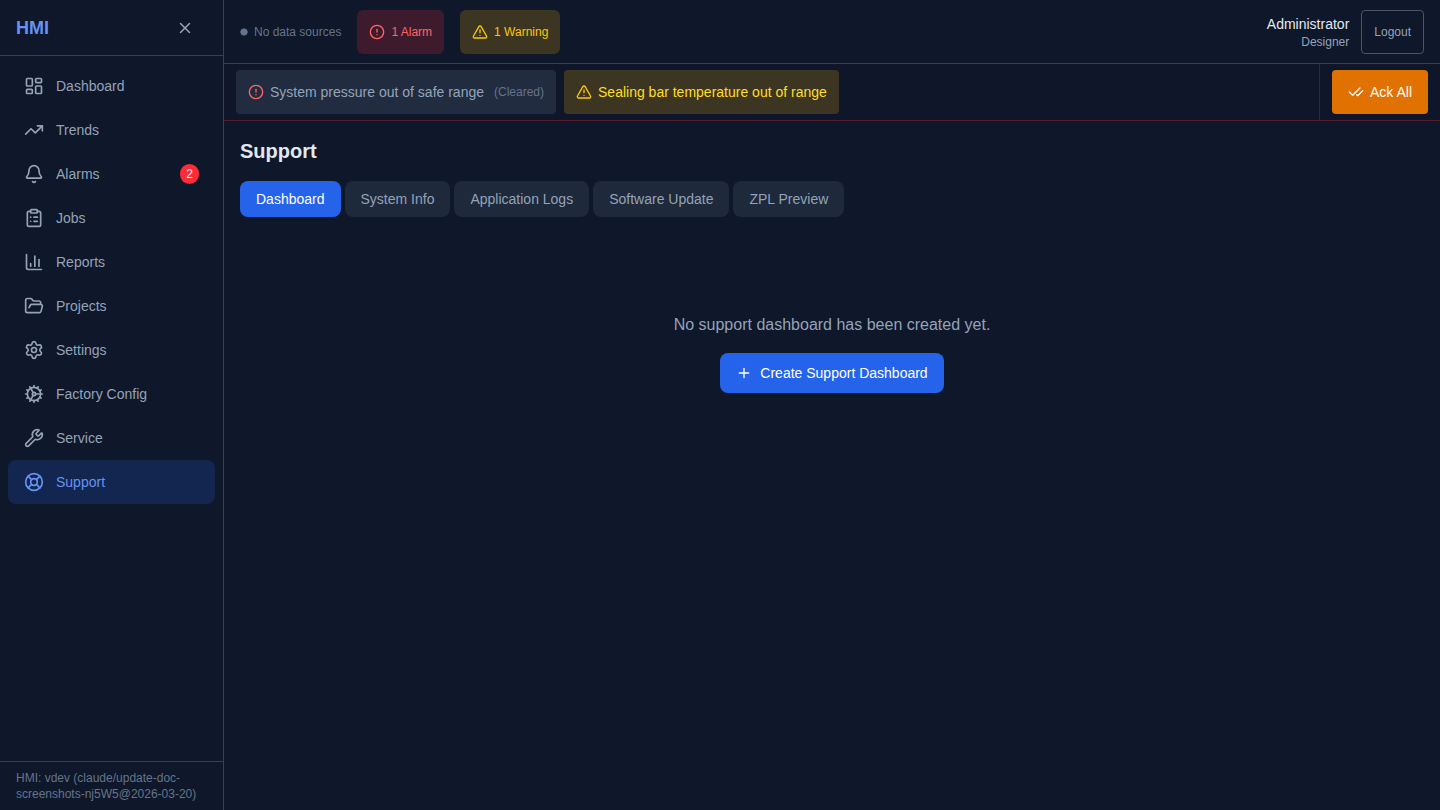 HMI
Dashboard
Trends
Alarms 2
Jobs
Reports
Projects
Settings
Factory Config
Service
Support
HMI: vdev (claude/update-doc-
screenshots-nj5W5@2026-03-20)
No data sources
1 Alarm
1 Warning
Administrator
Designer
Logout
System pressure out of safe range (Cleared)
Sealing bar temperature out of range
Ack All
Support
Dashboard
System Info
Application Logs
Software Update
ZPL Preview
No support dashboard has been created yet.
Create Support Dashboard